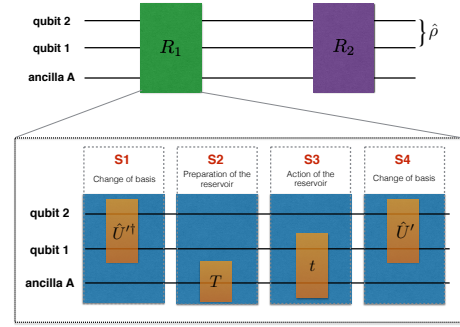 qubit 2
qubit 1
ancilla A
R₁
R₂
ρ̂
S1
S2
S3
S4
Change of basis
Preparation of the
reservoir
Action of the
reservoir
Change of basis
qubit 2
qubit 1
ancilla A
Û′†
T
t
Û′